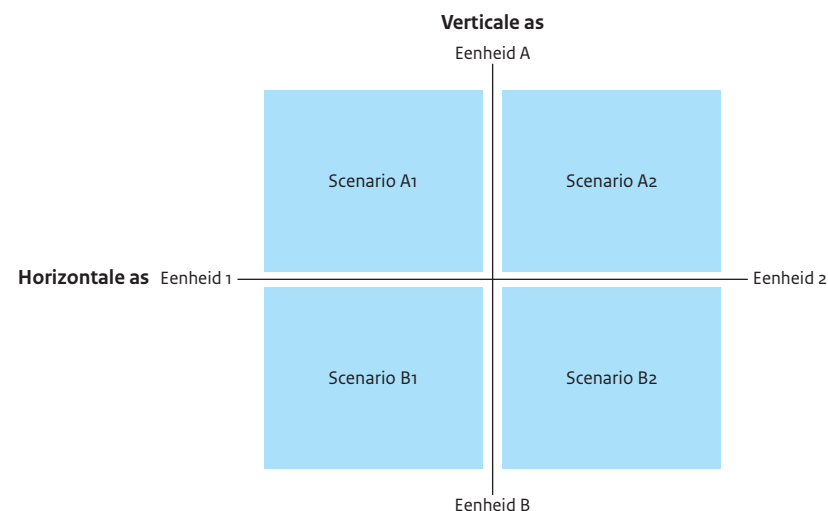 Verticale as
Eenheid A
Scenario A1
Scenario A2
Horizontale as Eenheid 1
Eenheid 2
Scenario B1
Scenario B2
Eenheid B